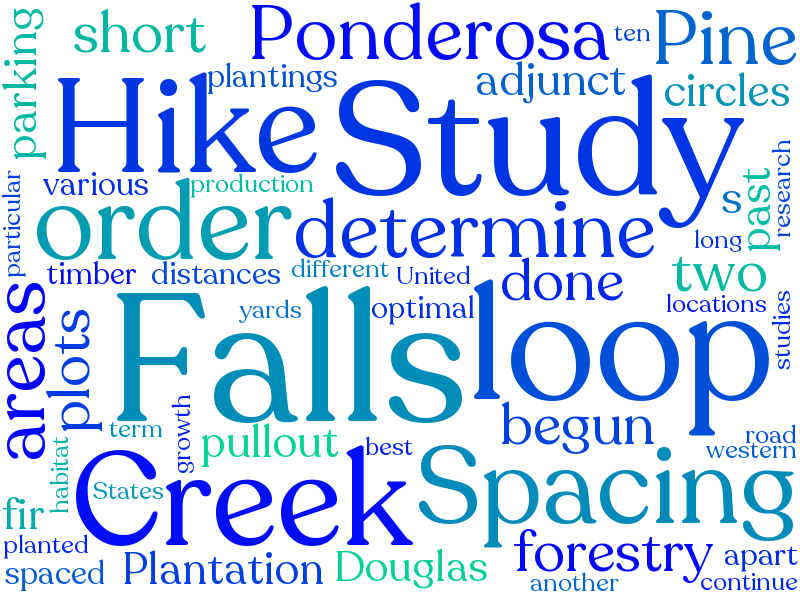 short
Ponderosa
ten
Pine
parking
Hike
plantings
Study
adjunct
circles
various
production
particular
order
determine
s
past
research
long
timber
distances
different
United
done
two
areas
plots
Falls
yards
optimal
loop
locations
studies
term
growth
pullout
best
begun
road
western
habitat
States
Creek
Spacing
fir
planted
spaced
Plantation
Douglas
forestry
apart
another
continue